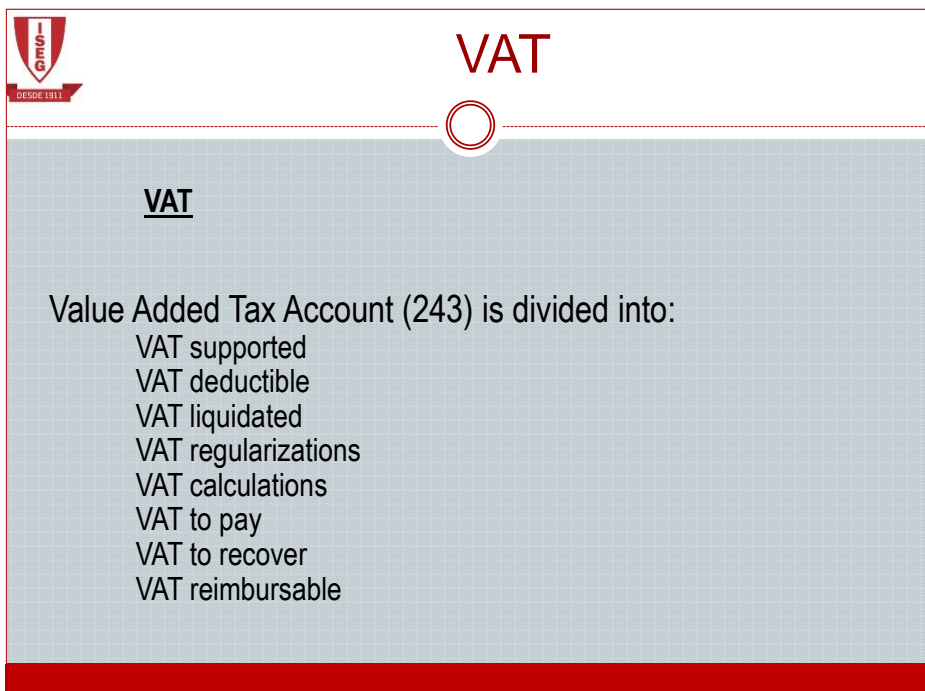 ISEG
DESDE 1911
VAT
VAT
Value Added Tax Account (243) is divided into:
VAT supported
VAT deductible
VAT liquidated
VAT regularizations
VAT calculations
VAT to pay
VAT to recover
VAT reimbursable